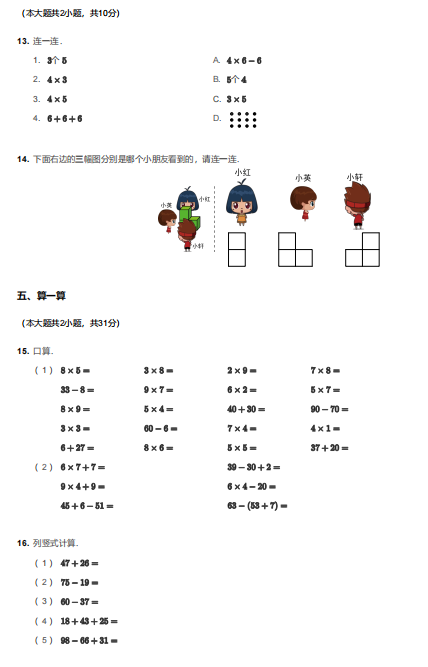 （本大题共2小题，共10分）
13. 连一连．
1. 3个5 A. 4×6−6
2. 4×3 B. 5个4
3. 4×5 C. 3×5
4. 6+6+6 D.
14. 下面右边的三幅图分别是哪个小朋友看到的，请连一连．
小红 小英 小轩
小英 小红
小轩
五、算一算
（本大题共2小题，共31分）
15. 口算．
（1） 8×5= 3×8= 2×9= 7×8=
33−8= 9×7= 6×2= 5×7=
8×9= 5×4= 40+30= 90−70=
3×3= 60−6= 7×4= 4×1=
6+27= 8×6= 5×5= 37+20=
（2） 6×7+7= 39−30+2=
9×4+9= 6×4−20=
45+6−51= 63−(53+7)=
16. 列竖式计算．
（1） 47+26=
（2） 75−19=
（3） 60−37=
（4） 18+43+25=
（5） 98−66+31=